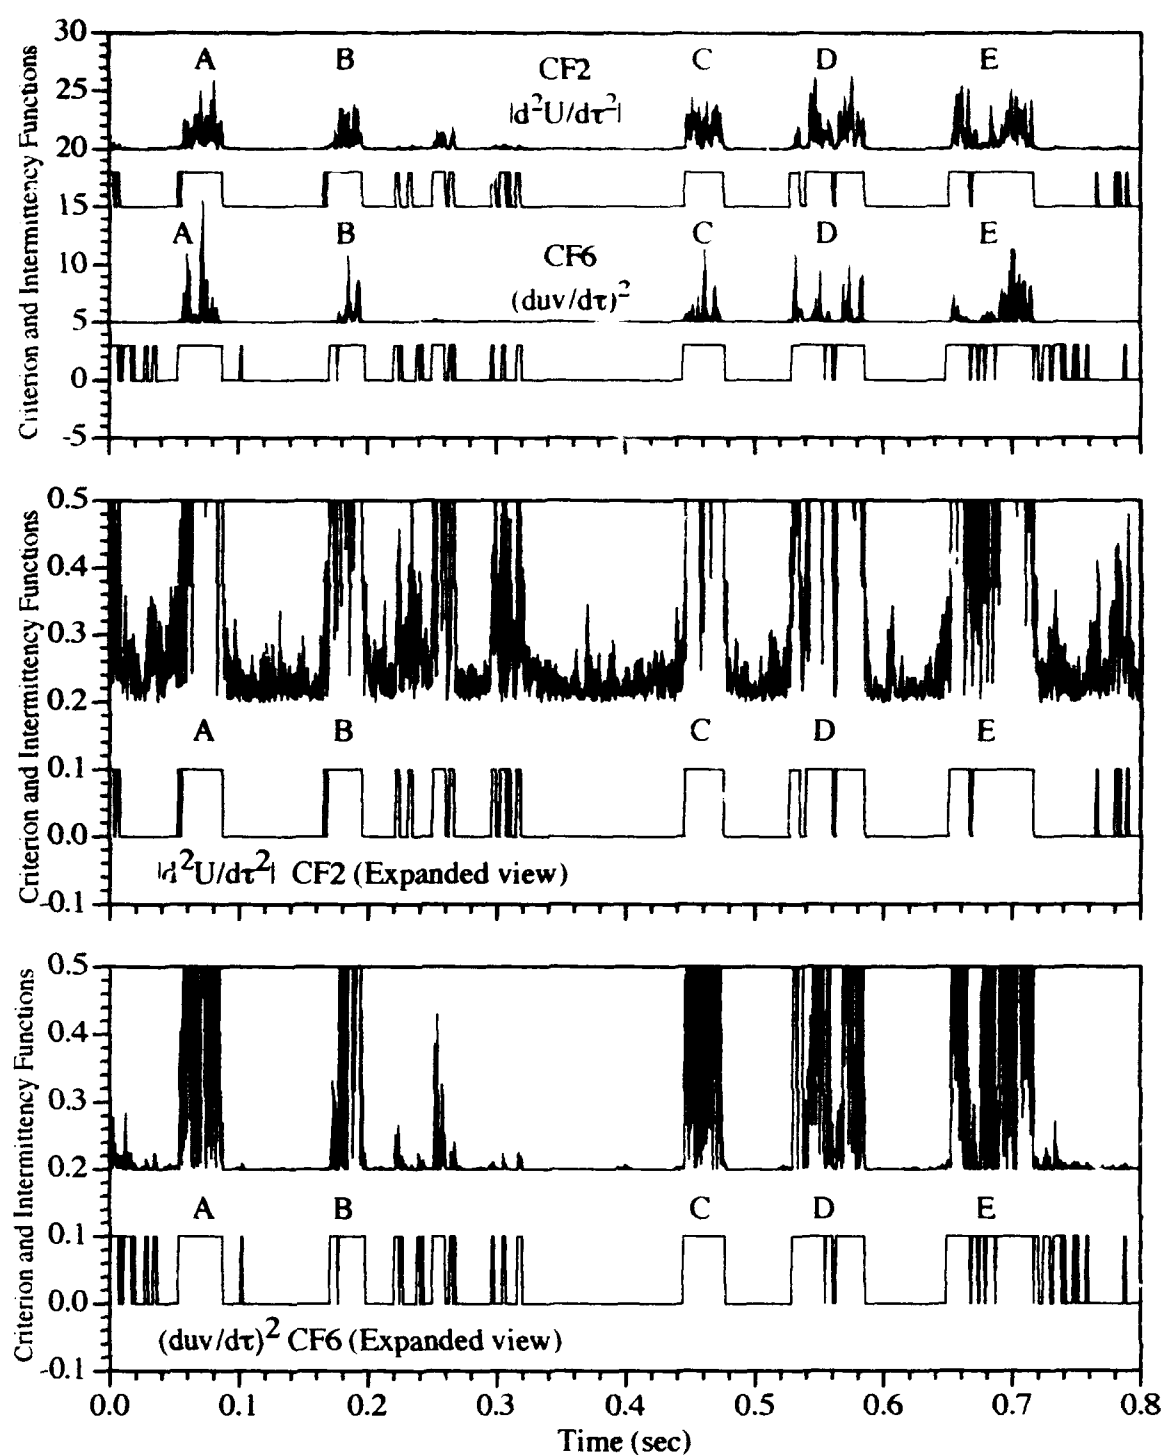 Criterion and Intermittency Functions
30
25
20
15
10
5
0
-5
A B C D E
CF2
|d²U/dτ²|
A B C D E
CF6
(duv/dτ)²
Criterion and Intermittency Functions
0.5
0.4
0.3
0.2
0.1
0.0
-0.1
A B C D E
|d²U/dτ²| CF2 (Expanded view)
Criterion and Intermittency Functions
0.5
0.4
0.3
0.2
0.1
0.0
-0.1
A B C D E
(duv/dτ)² CF6 (Expanded view)
0.0 0.1 0.2 0.3 0.4 0.5 0.6 0.7 0.8
Time (sec)